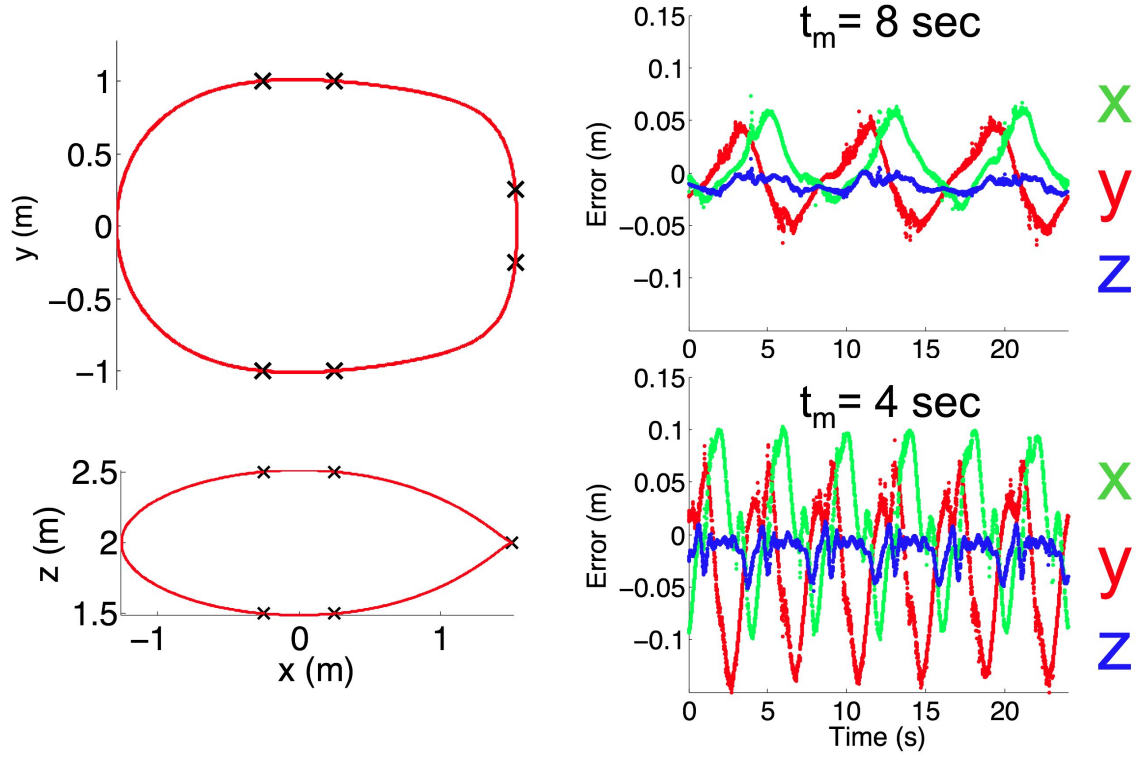 y (m)
1
0.5
0
−0.5
−1
z (m)
2.5
2
1.5
−1
0
1
x (m)
t_m = 8 sec
Error (m)
0.15
0.1
0.05
0
−0.05
−0.1
0
5
10
15
20
x
y
z
t_m = 4 sec
Error (m)
0.15
0.1
0.05
0
−0.05
−0.1
0
5
10
15
20
Time (s)
x
y
z